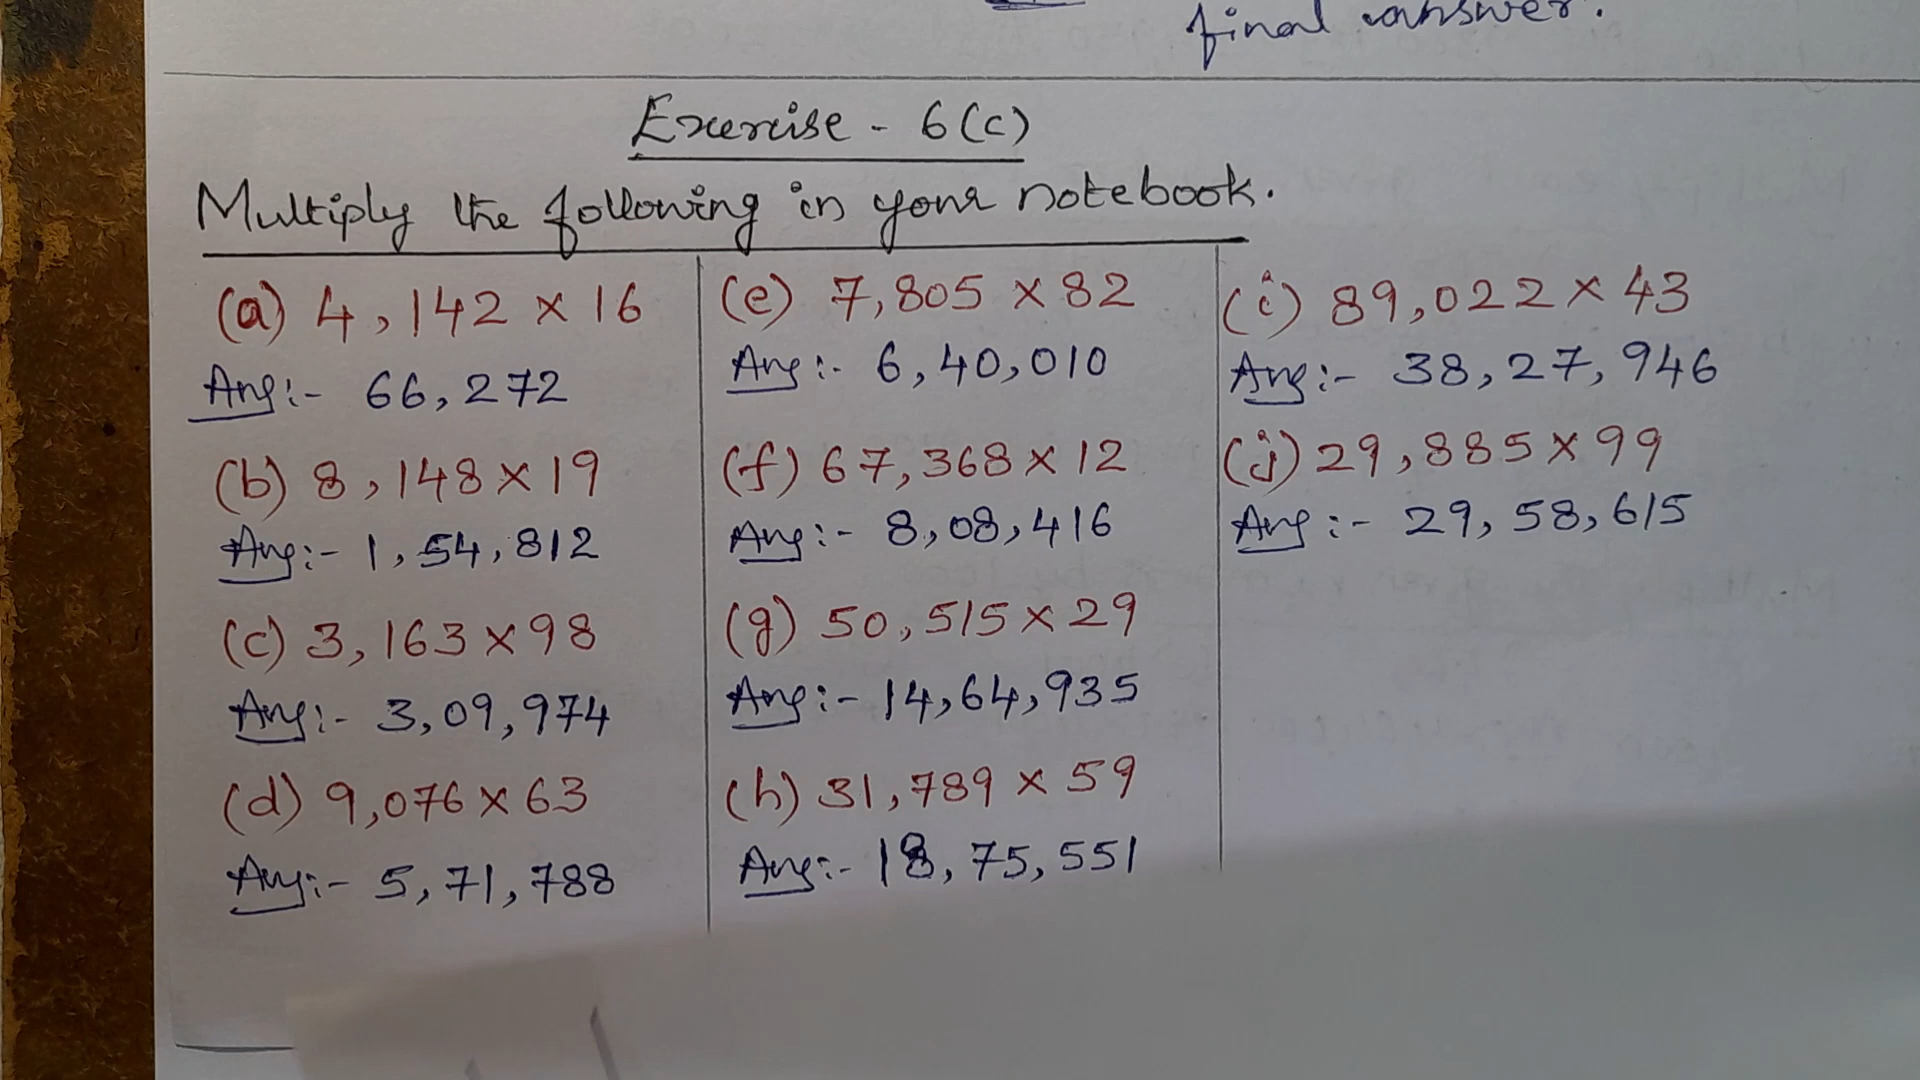 final answer.
Exercise - 6(c)
Multiply the following in your notebook.
(a) 4,142 × 16
Ans:- 66,272
(b) 8,148 × 19
Ans:- 1,54,812
(c) 3,163 × 98
Ans:- 3,09,974
(d) 9,076 × 63
Ans:- 5,71,788
(e) 7,805 × 82
Ans:- 6,40,010
(f) 67,368 × 12
Ans:- 8,08,416
(g) 50,515 × 29
Ans:- 14,64,935
(h) 31,789 × 59
Ans:- 18,75,551
(i) 89,022 × 43
Ans:- 38,27,946
(j) 29,885 × 99
Ans:- 29,58,615